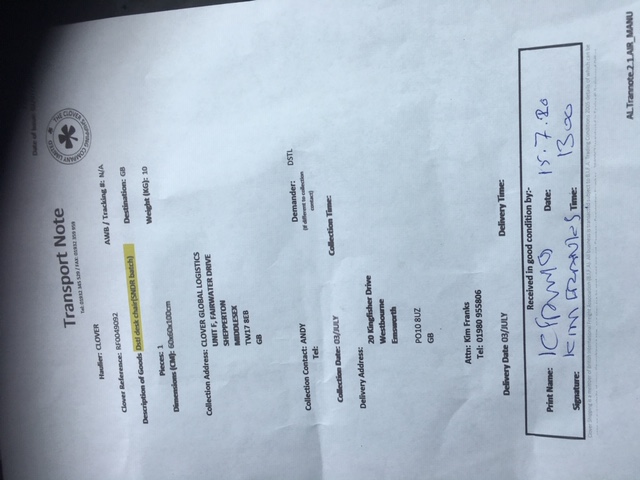 Date of Issue:
Transport Note
Tel: 01932 345 520 / FAX: 01932 359 959
Haulier: CLOVER
AWB / Tracking #: N/A
Clover Reference: RF0049092
Destination: GB
Description of Goods Dstl desk chair(SNDR batch)
Weight (KG): 10
Pieces: 1
Dimensions (CM): 60x60x100cm
Collection Address: CLOVER GLOBAL LOGISTICS
UNIT F, FAIRWATER DRIVE
SHEPPERTON
MIDDLESEX
TW17 8EB
GB
Collection Contact: ANDY
Demander: DSTL
(if different to collection
contact)
Tel:
Collection Date: 03/JULY
Collection Time:
Delivery Address:
20 Kingfisher Drive
Westbourne
Emsworth
PO10 8UZ
GB
Attn: Kim Franks
Tel: 01980 955806
Delivery Date 03/JULY
Delivery Time:
Received in good condition by:-
Print Name:
Date: 15.7.20
Signature: KIM FRANKS Time: 1300
Clover Shipping is a member of British International Freight Association (B.I.F.A). All business is transacted subject to B.I.F.A. Trading Conditions 2005 details of which can be
AL.Trannote.2.1.AIR_MANU